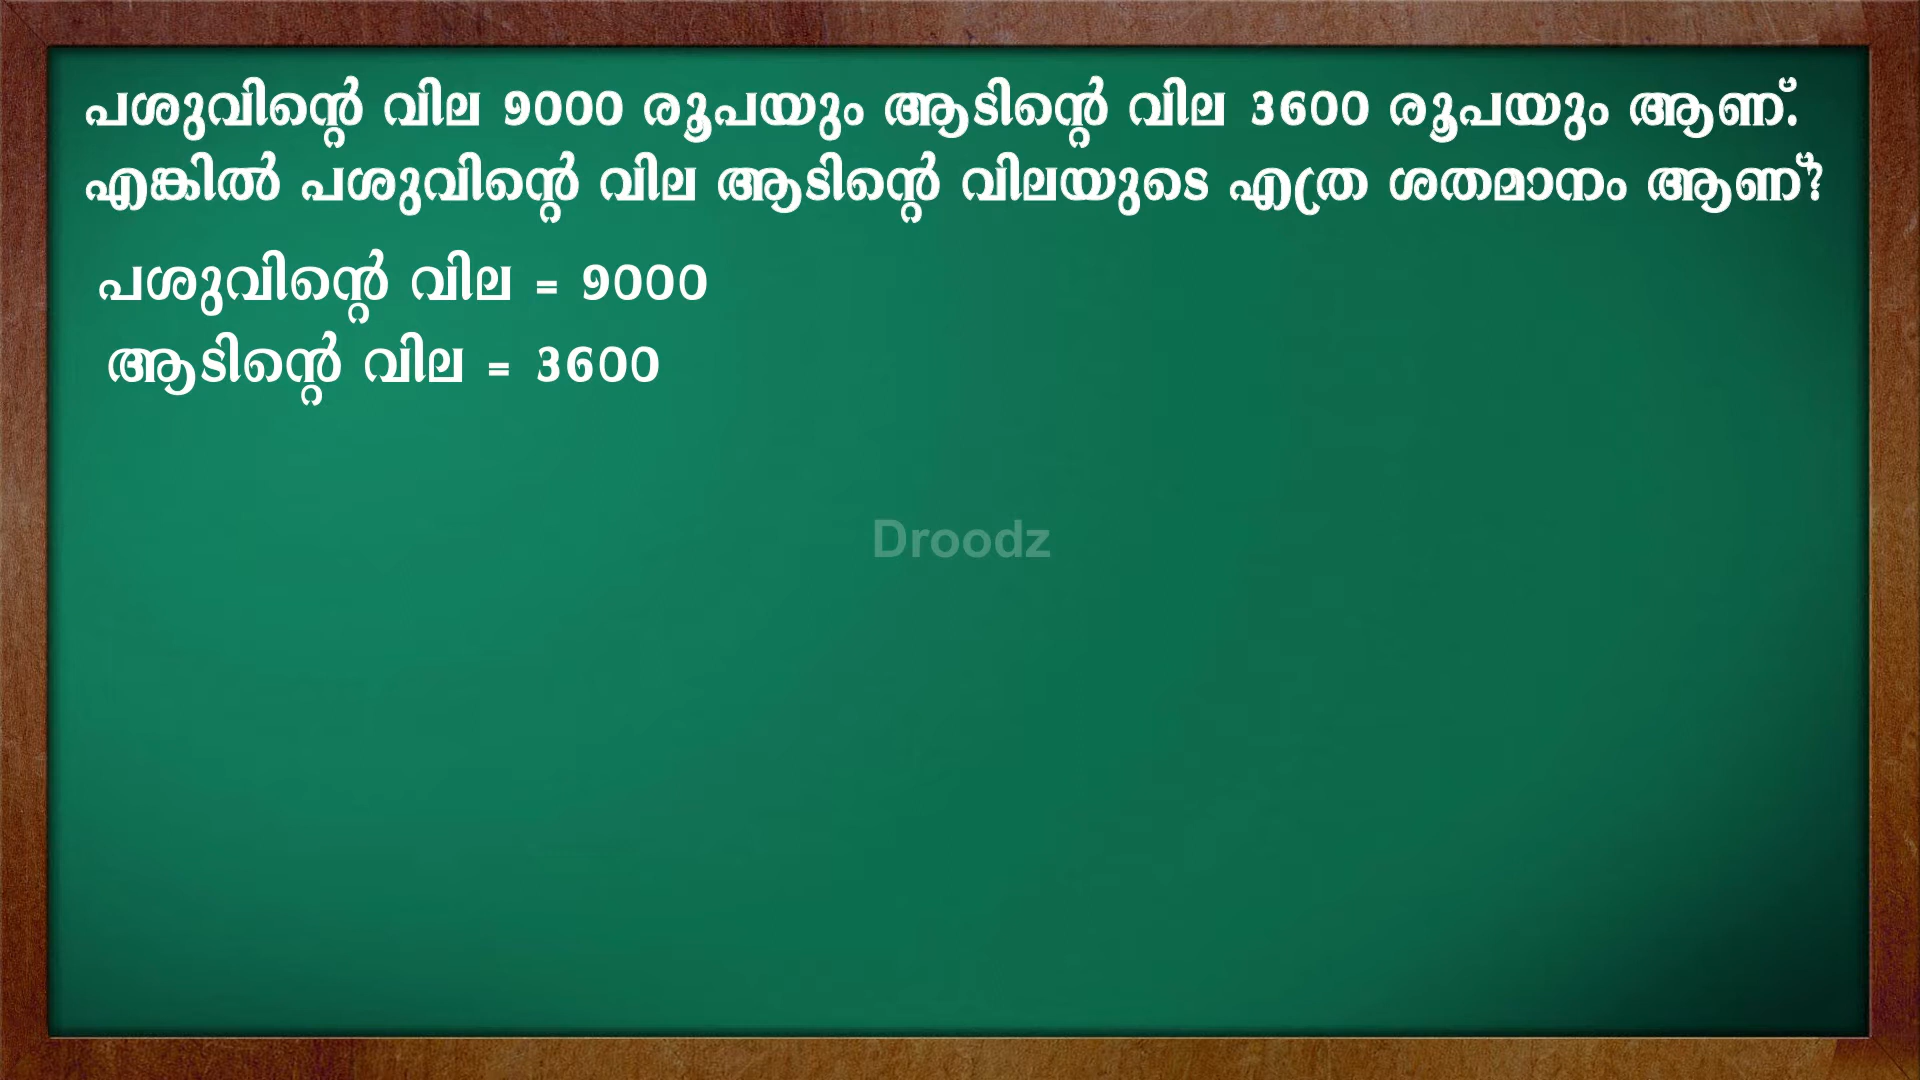 പശുവിന്റെ വില 9000 രൂപയും ആടിന്റെ വില 3600 രൂപയും ആണ്.
എങ്കിൽ പശുവിന്റെ വില ആടിന്റെ വിലയുടെ എത്ര ശതമാനം ആണ്?
പശുവിന്റെ വില = 9000
ആടിന്റെ വില = 3600
Droodz